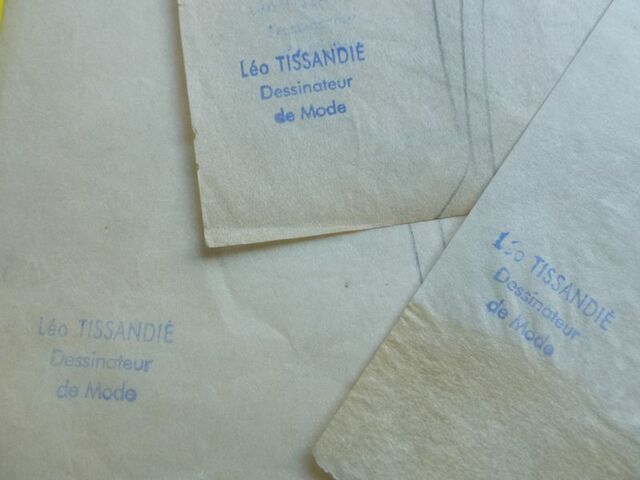 Léo TISSANDIÉ
Dessinateur
de Mode
Léo TISSANDIÉ
Dessinateur
de Mode
Léo TISSANDIÉ
Dessinateur
de Mode